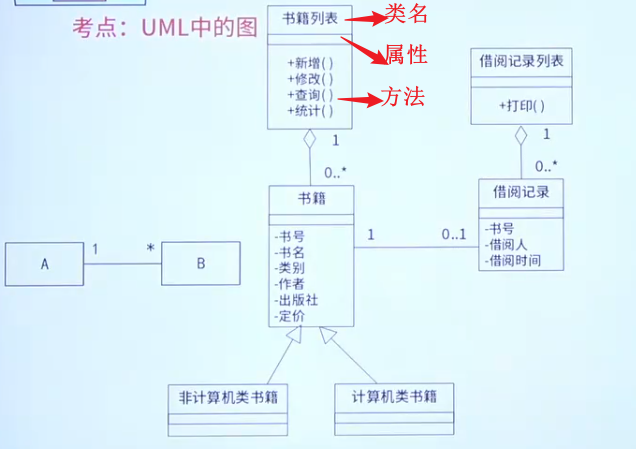 考点：UML中的图
书籍列表
类名
属性
+新增( )
+修改( )
+查询( )
方法
+统计( )
借阅记录列表
+打印( )
1
0..*
1
0..*
书籍
-书号
-书名
-类别
-作者
-出版社
-定价
1
0..1
借阅记录
-书号
-借阅人
-借阅时间
A
1
*
B
非计算机类书籍
计算机类书籍